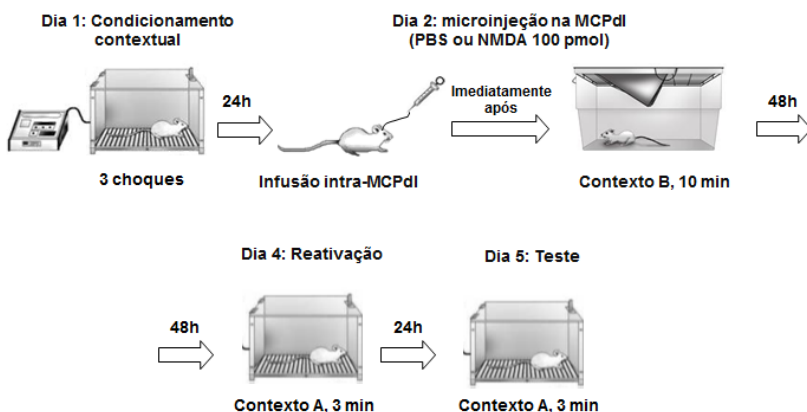 Dia 1: Condicionamento
contextual
Dia 2: microinjeção na MCPdl
(PBS ou NMDA 100 pmol)
24h
Imediatamente
após
48h
3 choques
Infusão intra-MCPdl
Contexto B, 10 min
Dia 4: Reativação
Dia 5: Teste
48h
24h
Contexto A, 3 min
Contexto A, 3 min